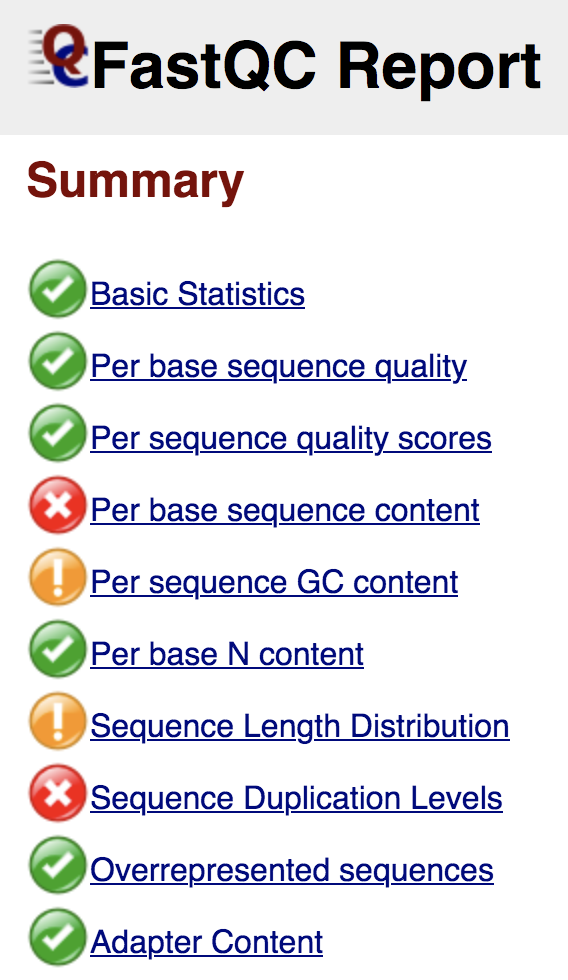 FastQC Report
Summary
Basic Statistics
Per base sequence quality
Per sequence quality scores
Per base sequence content
Per sequence GC content
Per base N content
Sequence Length Distribution
Sequence Duplication Levels
Overrepresented sequences
Adapter Content